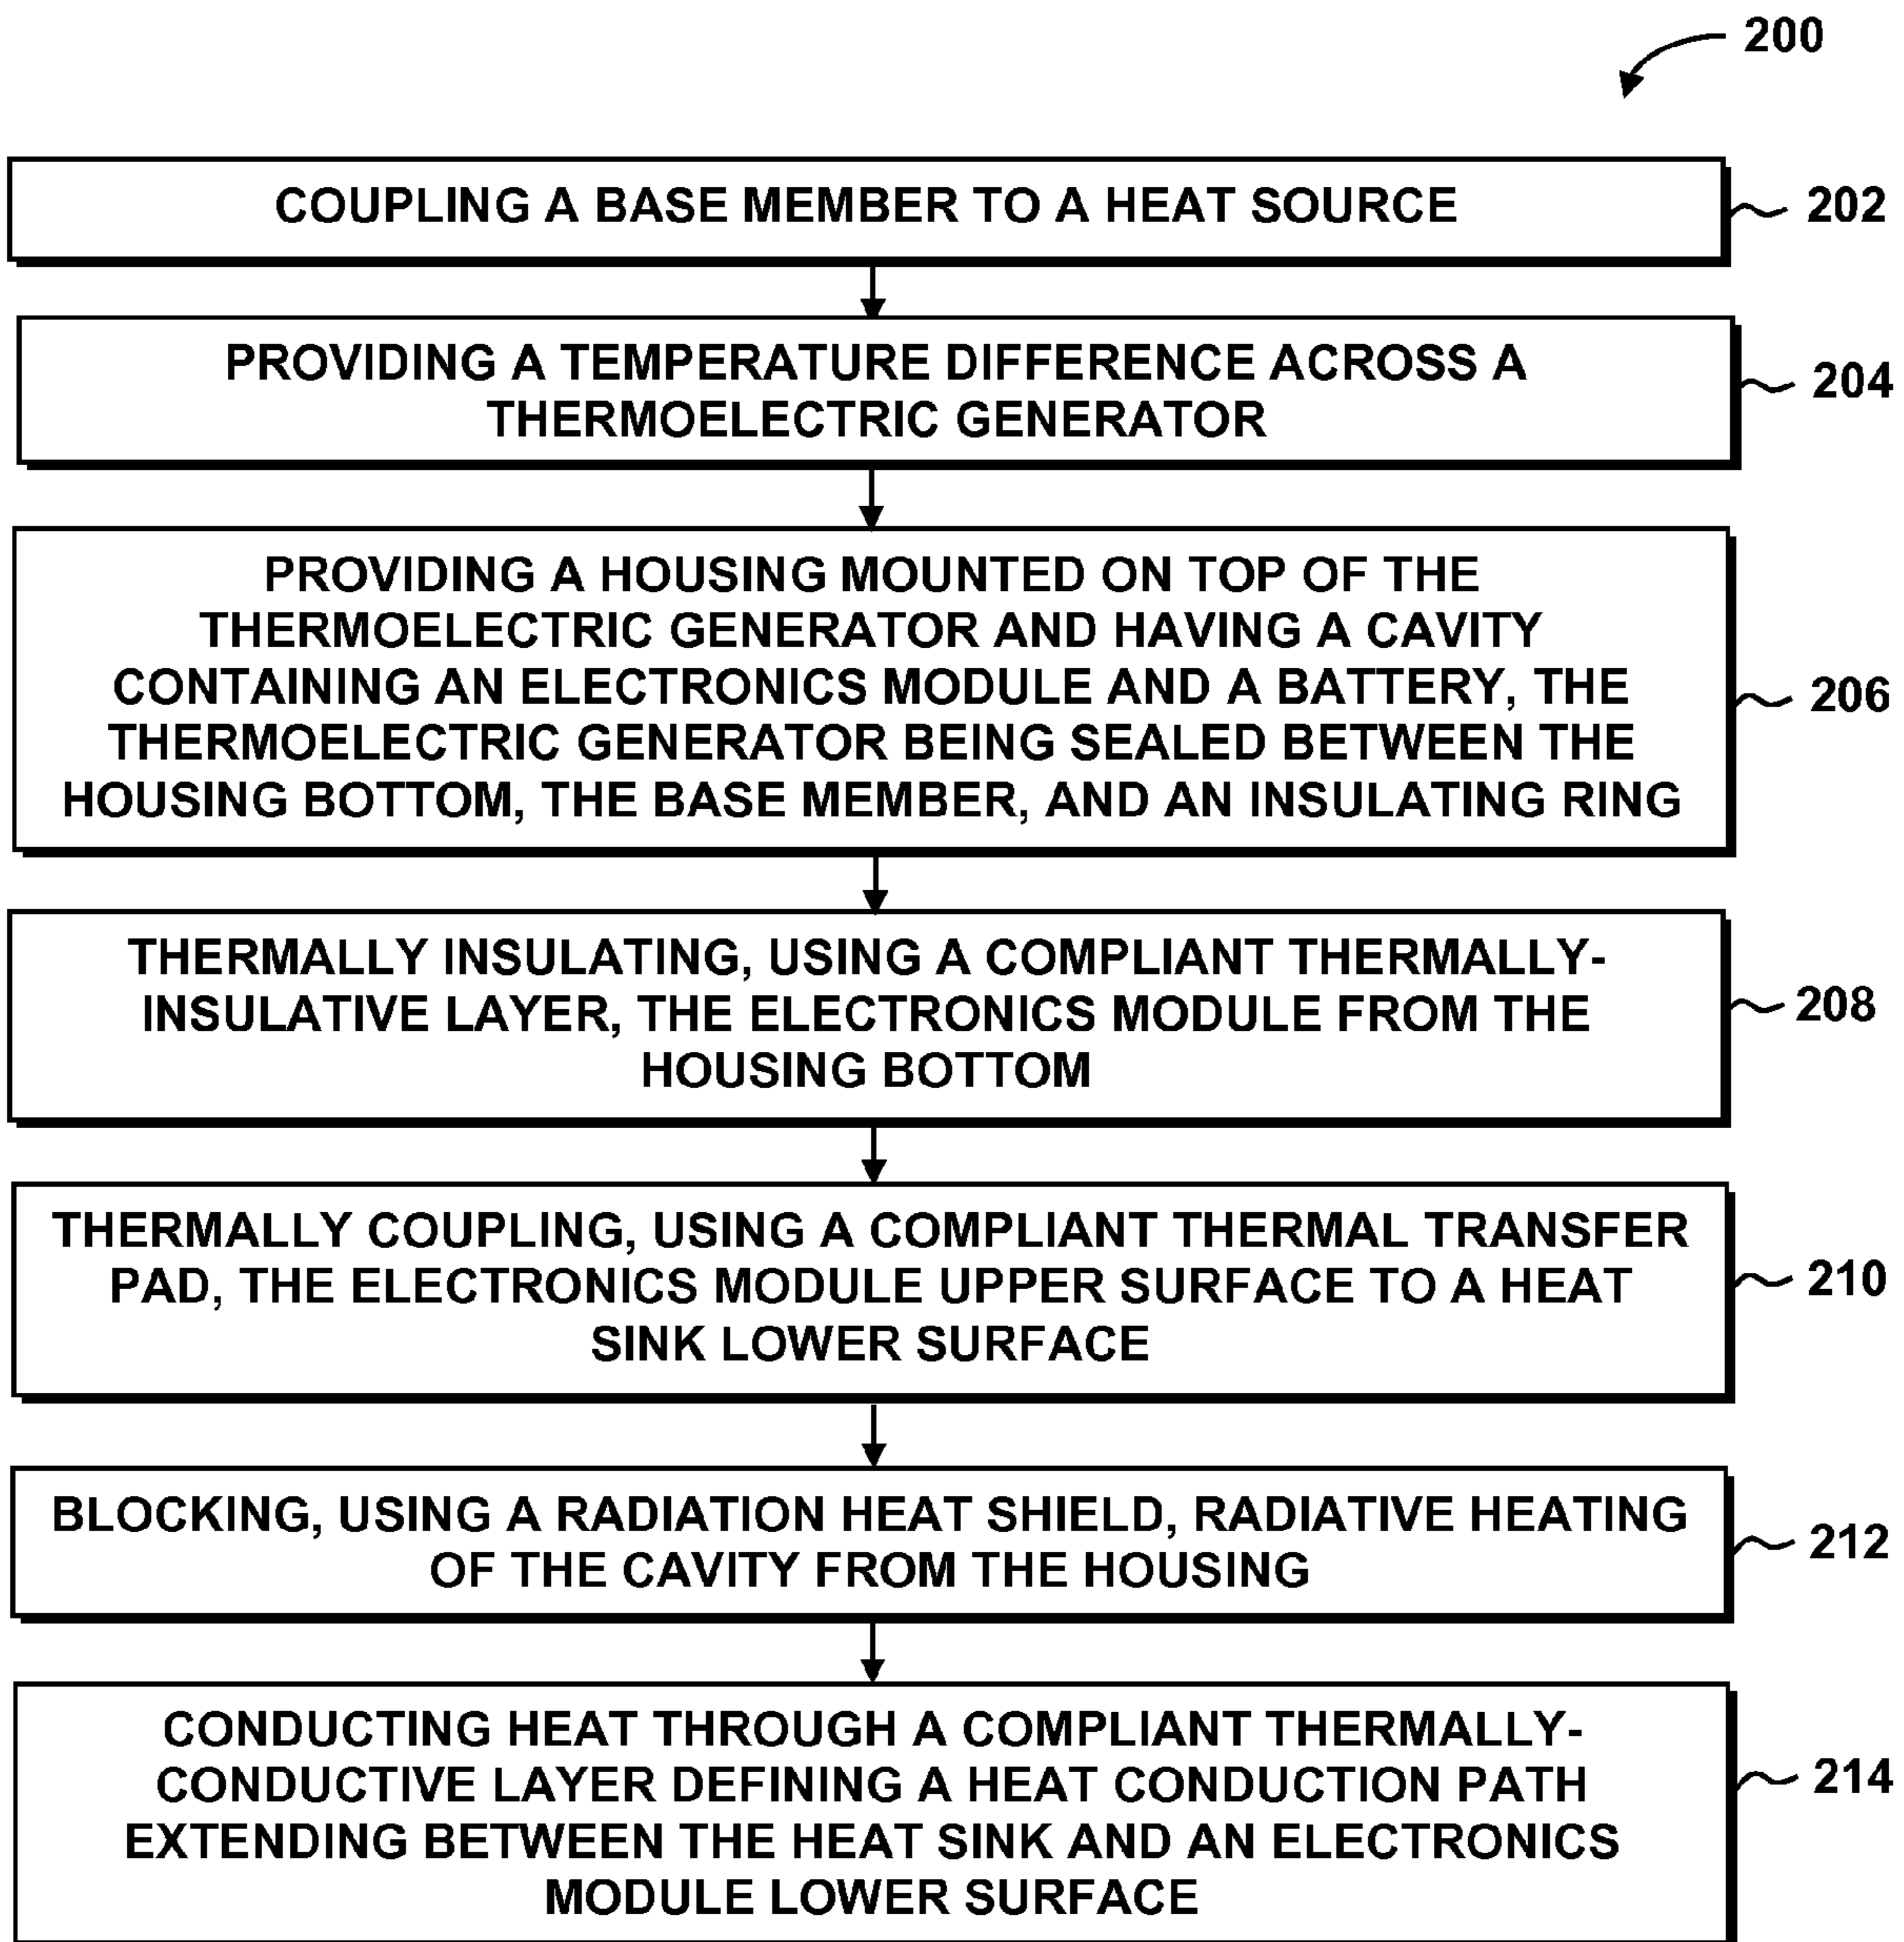 200
COUPLING A BASE MEMBER TO A HEAT SOURCE
202
PROVIDING A TEMPERATURE DIFFERENCE ACROSS A
THERMOELECTRIC GENERATOR
204
PROVIDING A HOUSING MOUNTED ON TOP OF THE
THERMOELECTRIC GENERATOR AND HAVING A CAVITY
CONTAINING AN ELECTRONICS MODULE AND A BATTERY, THE
THERMOELECTRIC GENERATOR BEING SEALED BETWEEN THE
HOUSING BOTTOM, THE BASE MEMBER, AND AN INSULATING RING
206
THERMALLY INSULATING, USING A COMPLIANT THERMALLY-
INSULATIVE LAYER, THE ELECTRONICS MODULE FROM THE
HOUSING BOTTOM
208
THERMALLY COUPLING, USING A COMPLIANT THERMAL TRANSFER
PAD, THE ELECTRONICS MODULE UPPER SURFACE TO A HEAT
SINK LOWER SURFACE
210
BLOCKING, USING A RADIATION HEAT SHIELD, RADIATIVE HEATING
OF THE CAVITY FROM THE HOUSING
212
CONDUCTING HEAT THROUGH A COMPLIANT THERMALLY-
CONDUCTIVE LAYER DEFINING A HEAT CONDUCTION PATH
EXTENDING BETWEEN THE HEAT SINK AND AN ELECTRONICS
MODULE LOWER SURFACE
214